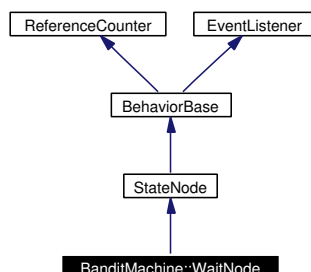 ReferenceCounter
EventListener
BehaviorBase
StateNode
BanditMachine::WaitNode